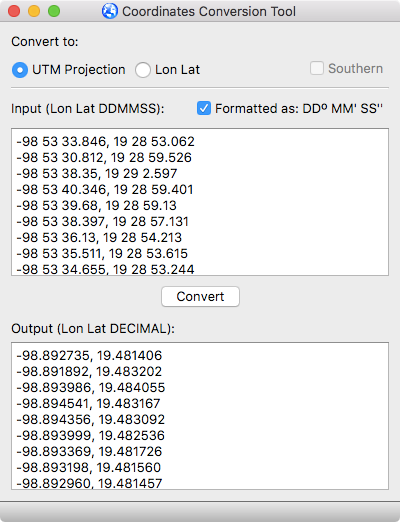 Coordinates Conversion Tool
Convert to:
UTM Projection Lon Lat Southern
Input (Lon Lat DDMMSS): Formatted as: DDº MM' SS''
-98 53 33.846, 19 28 53.062
-98 53 30.812, 19 28 59.526
-98 53 38.35, 19 29 2.597
-98 53 40.346, 19 28 59.401
-98 53 39.68, 19 28 59.13
-98 53 38.397, 19 28 57.131
-98 53 36.13, 19 28 54.213
-98 53 35.511, 19 28 53.615
-98 53 34.655, 19 28 53.244
Convert
Output (Lon Lat DECIMAL):
-98.892735, 19.481406
-98.891892, 19.483202
-98.893986, 19.484055
-98.894541, 19.483167
-98.894356, 19.483092
-98.893999, 19.482536
-98.893369, 19.481726
-98.893198, 19.481560
-98.892960, 19.481457